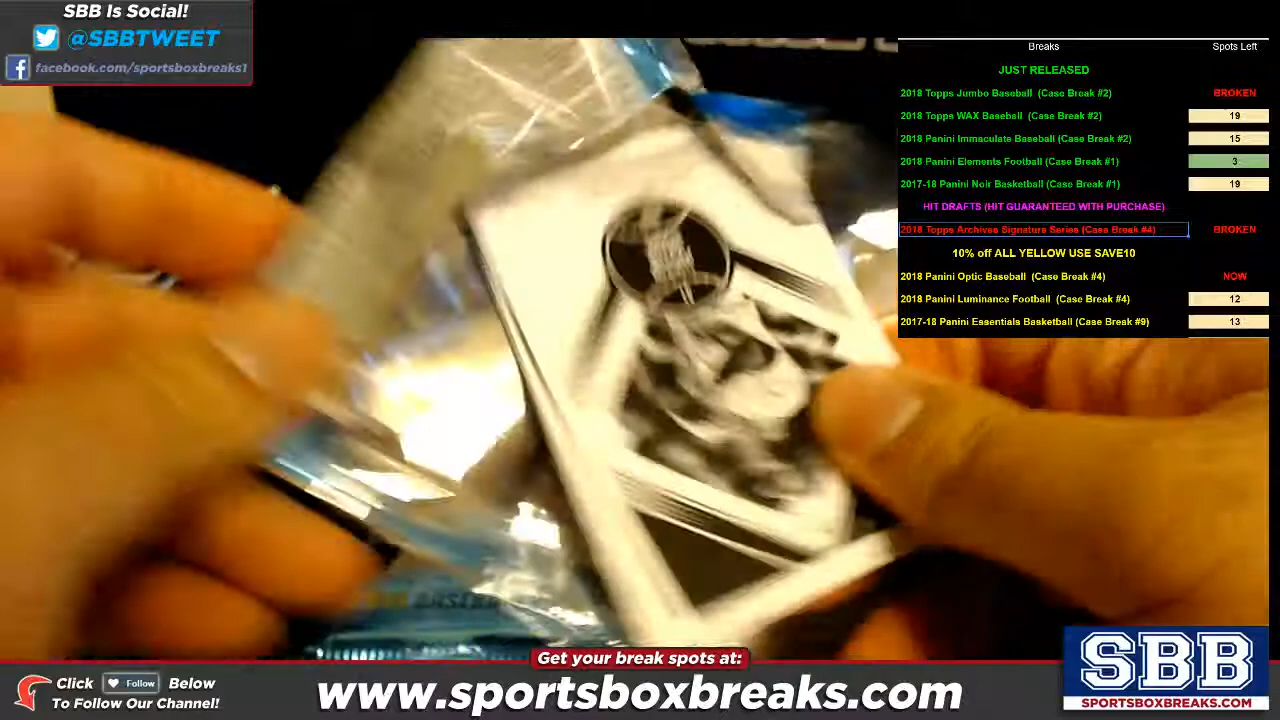 SBB Is Social!
@SBBTWEET
facebook.com/sportsboxbreaks1
Breaks Spots Left
JUST RELEASED
2018 Topps Jumbo Baseball (Case Break #2) BROKEN
2018 Topps WAX Baseball (Case Break #2) 19
2018 Panini Immaculate Baseball (Case Break #2) 15
2018 Panini Elements Football (Case Break #1) 3
2017-18 Panini Noir Basketball (Case Break #1) 19
HIT DRAFTS (HIT GUARANTEED WITH PURCHASE)
2018 Topps Archives Signature Series (Case Break #4) BROKEN
10% off ALL YELLOW USE SAVE10
2018 Panini Optic Baseball (Case Break #4) NOW
2018 Panini Luminance Football (Case Break #4) 12
2017-18 Panini Essentials Basketball (Case Break #9) 13
Get your break spots at:
Click Follow Below
To Follow Our Channel!
www.sportsboxbreaks.com
SBB
SPORTSBOXBREAKS.COM